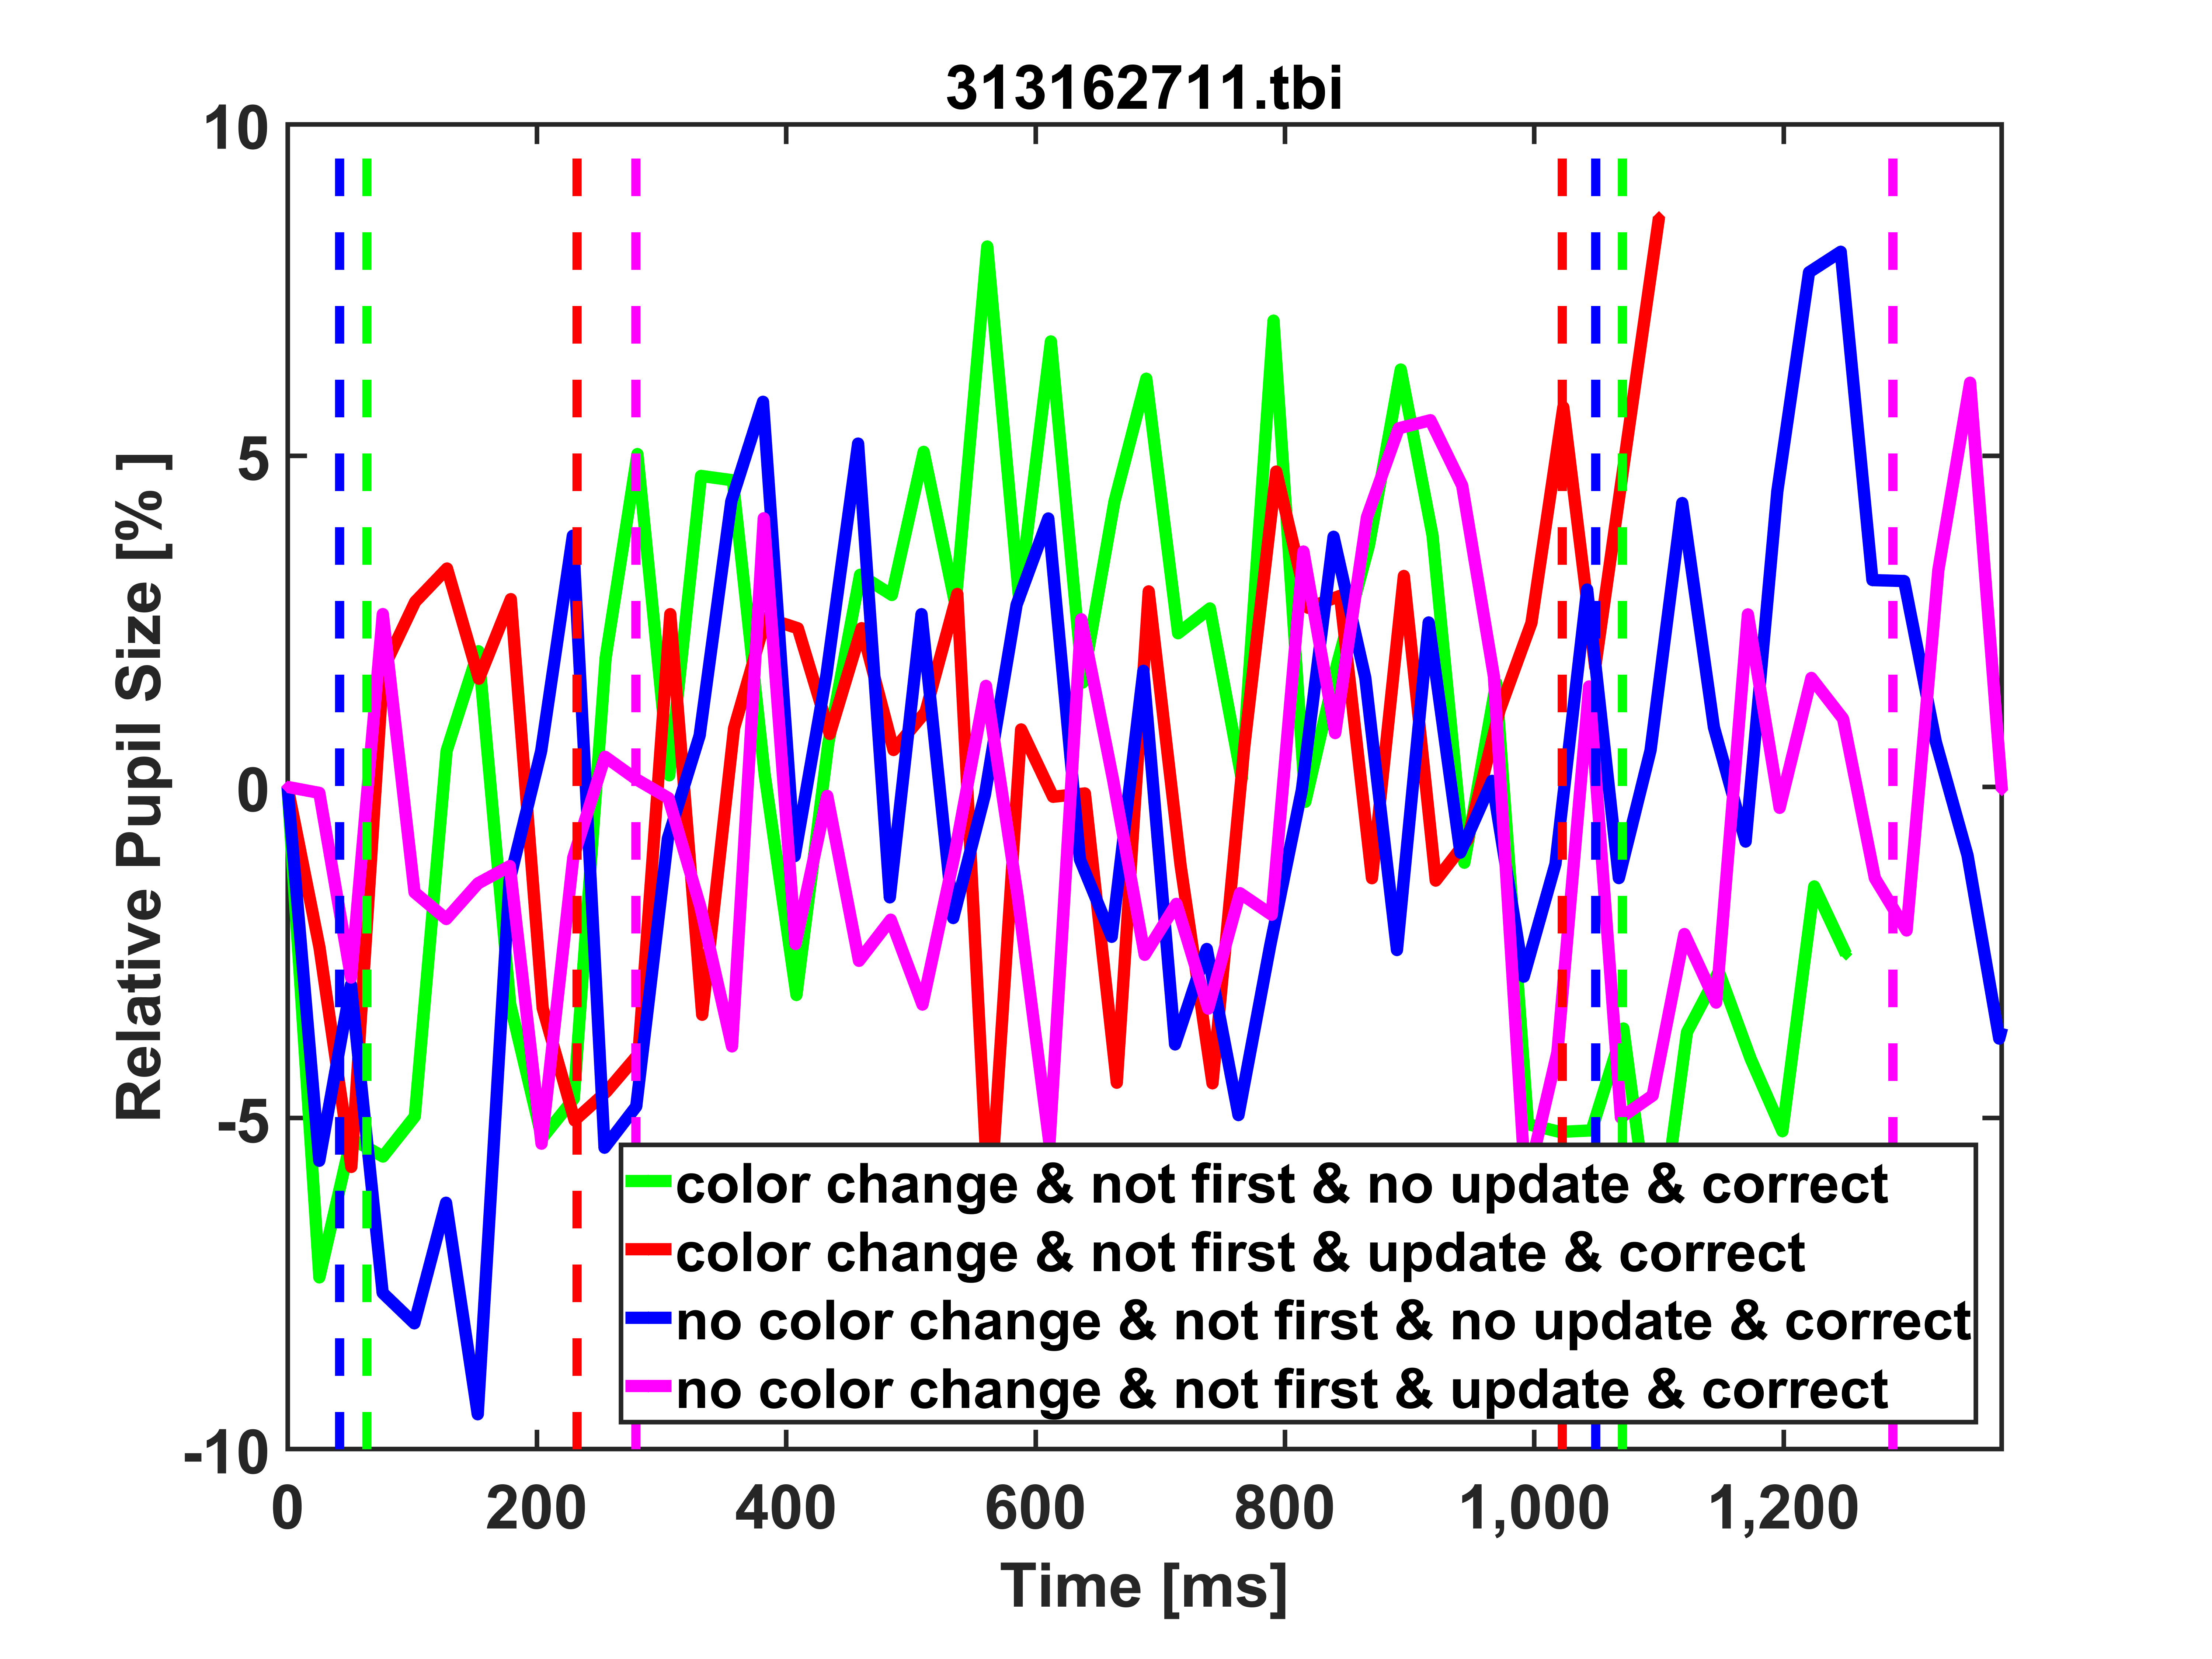 313162711.tbi
10
5
0
-5
-10
Relative Pupil Size [% ]
color change & not first & no update & correct
color change & not first & update & correct
no color change & not first & no update & correct
no color change & not first & update & correct
0 200 400 600 800 1,000 1,200
Time [ms]